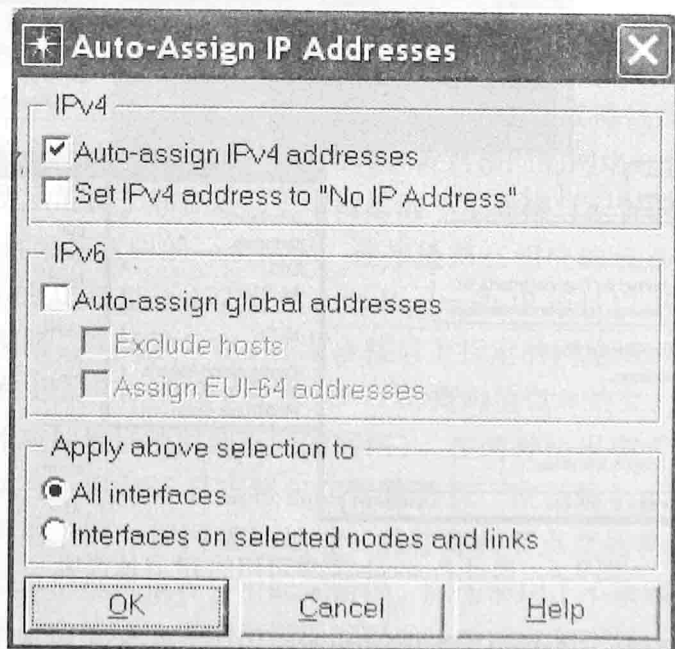 Auto-Assign IP Addresses
IPv4
Auto-assign IPv4 addresses
Set IPv4 address to "No IP Address"
IPv6
Auto-assign global addresses
Exclude hosts
Assign EUI-64 addresses
Apply above selection to
All interfaces
Interfaces on selected nodes and links
OK
Cancel
Help